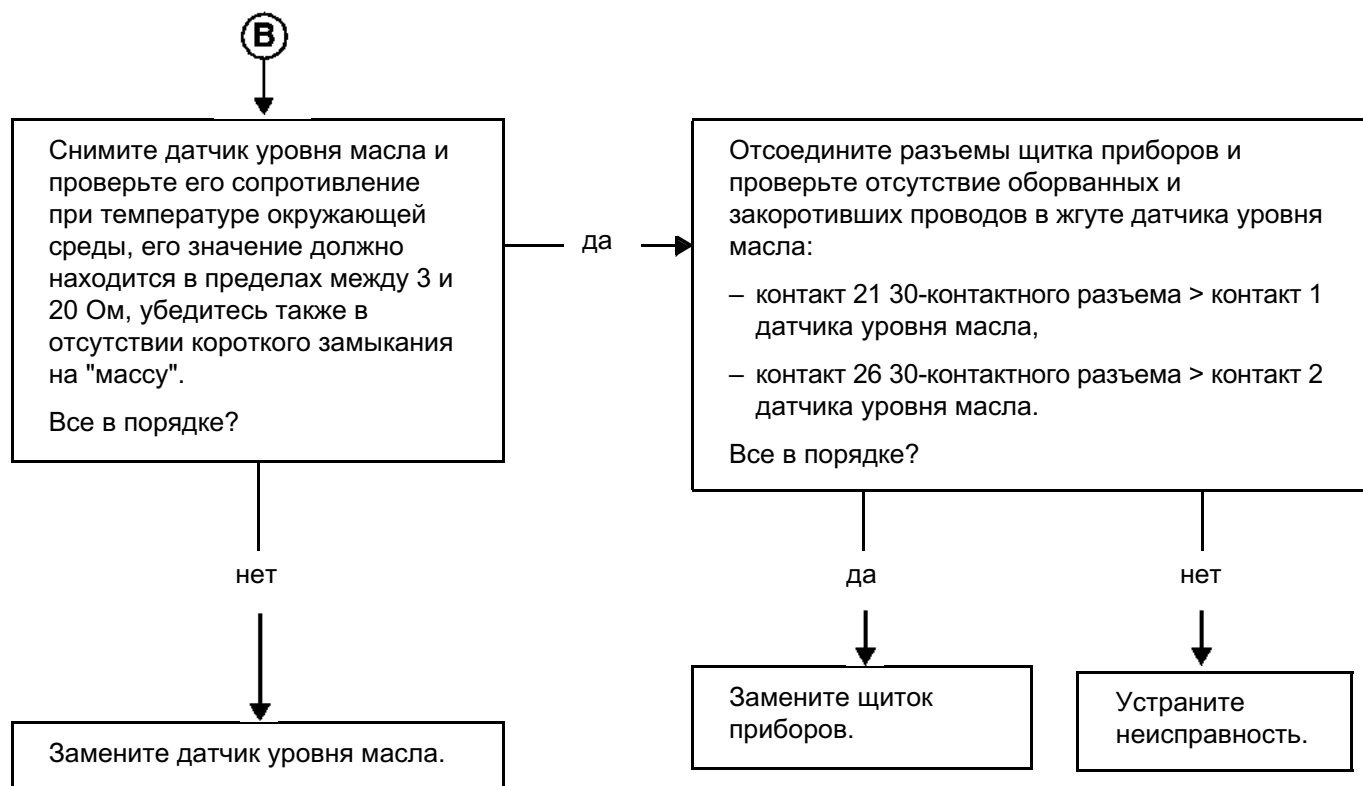 B
Снимите датчик уровня масла и
проверьте его сопротивление
при температуре окружающей
среды, его значение должно
находится в пределах между 3 и
20 Ом, убедитесь также в
отсутствии короткого замыкания
на "массу".
Все в порядке?
да
Отсоедините разъемы щитка приборов и
проверьте отсутствие оборванных и
закоротивших проводов в жгуте датчика уровня
масла:
– контакт 21 30-контактного разъема > контакт 1
датчика уровня масла,
– контакт 26 30-контактного разъема > контакт 2
датчика уровня масла.
Все в порядке?
нет
да
нет
Замените датчик уровня масла.
Замените щиток
приборов.
Устраните
неисправность.